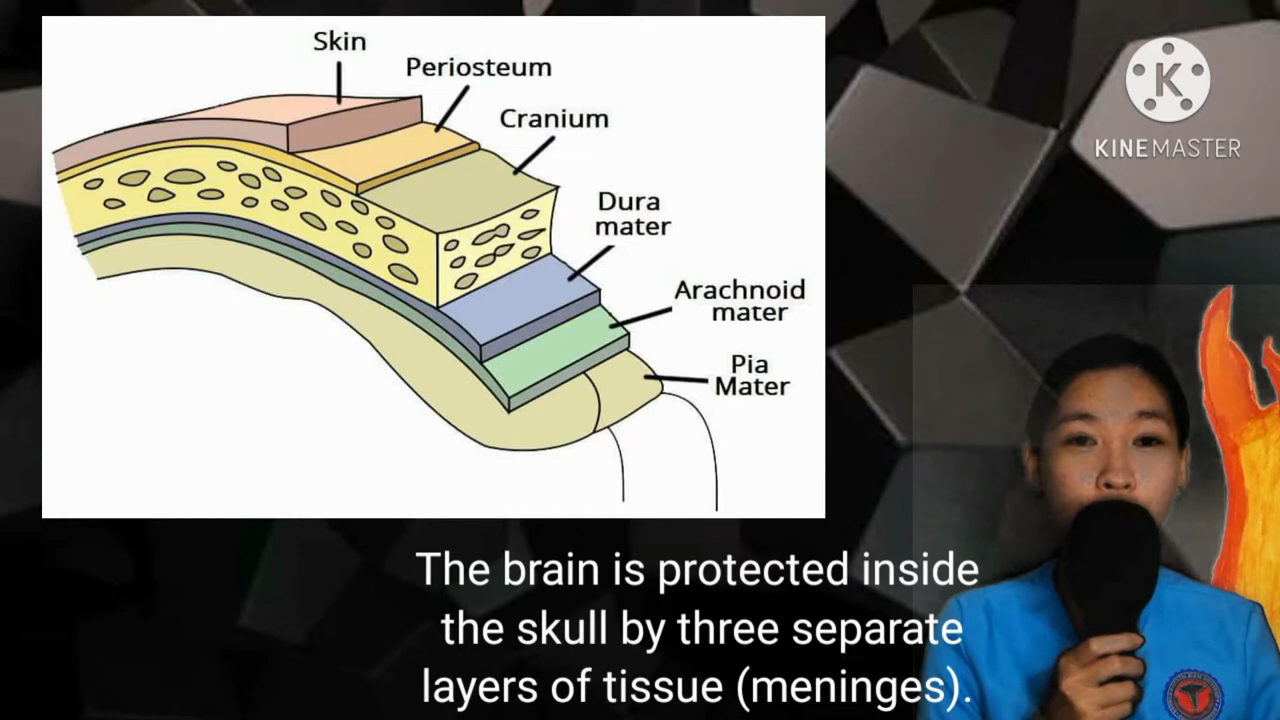 Skin
Periosteum
Cranium
Dura
mater
Arachnoid
mater
Pia
Mater
K
KINEMASTER
The brain is protected inside
the skull by three separate
layers of tissue (meninges).